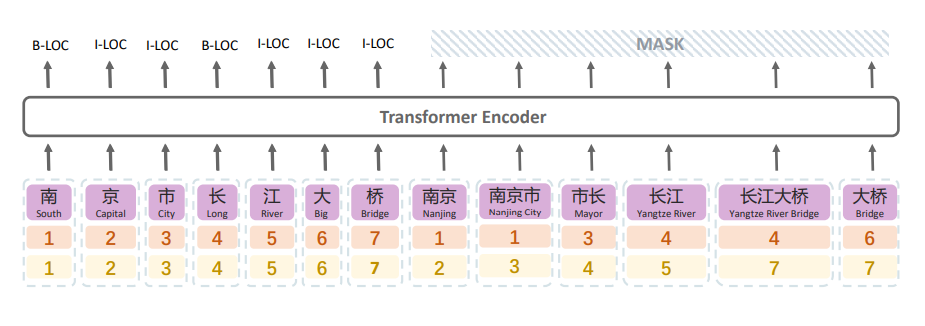 B-LOC I-LOC I-LOC B-LOC I-LOC I-LOC I-LOC MASK
Transformer Encoder
南 京 市 长 江 大 桥 南京 南京市 市长 长江 长江大桥 大桥
South Capital City Long River Big Bridge Nanjing Nanjing City Mayor Yangtze River Yangtze River Bridge Bridge
1 2 3 4 5 6 7 1 1 3 4 4 6
1 2 3 4 5 6 7 2 3 4 5 7 7